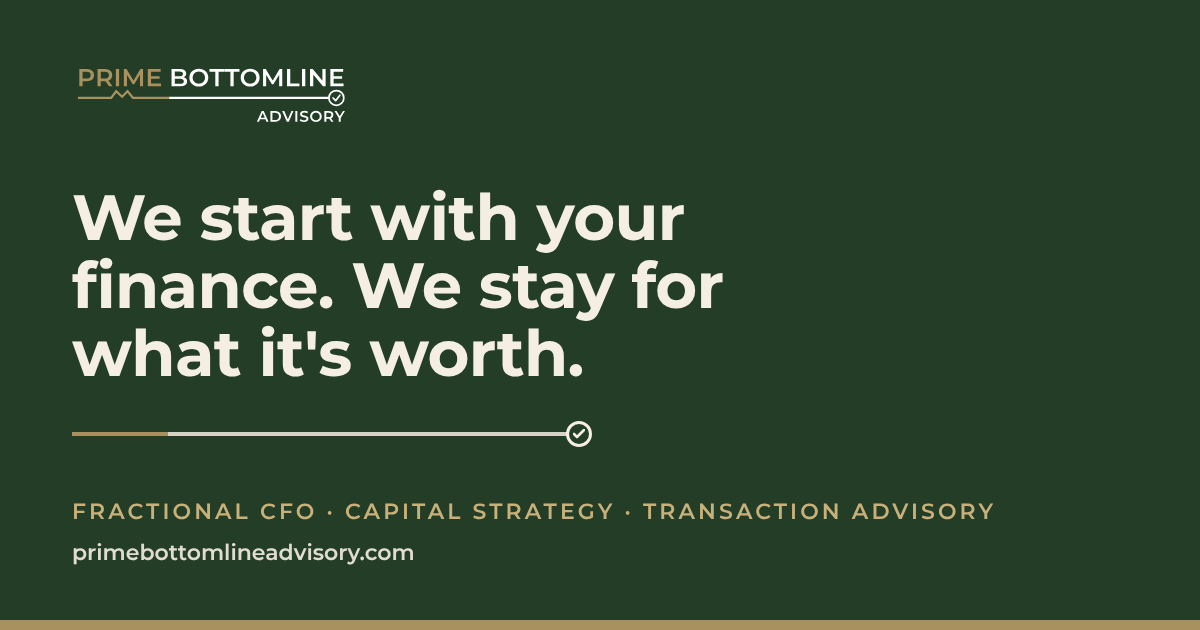 PRIME BOTTOMLINE
ADVISORY
We start with your
finance. We stay for
what it's worth.
FRACTIONAL CFO · CAPITAL STRATEGY · TRANSACTION ADVISORY
primebottomlineadvisory.com